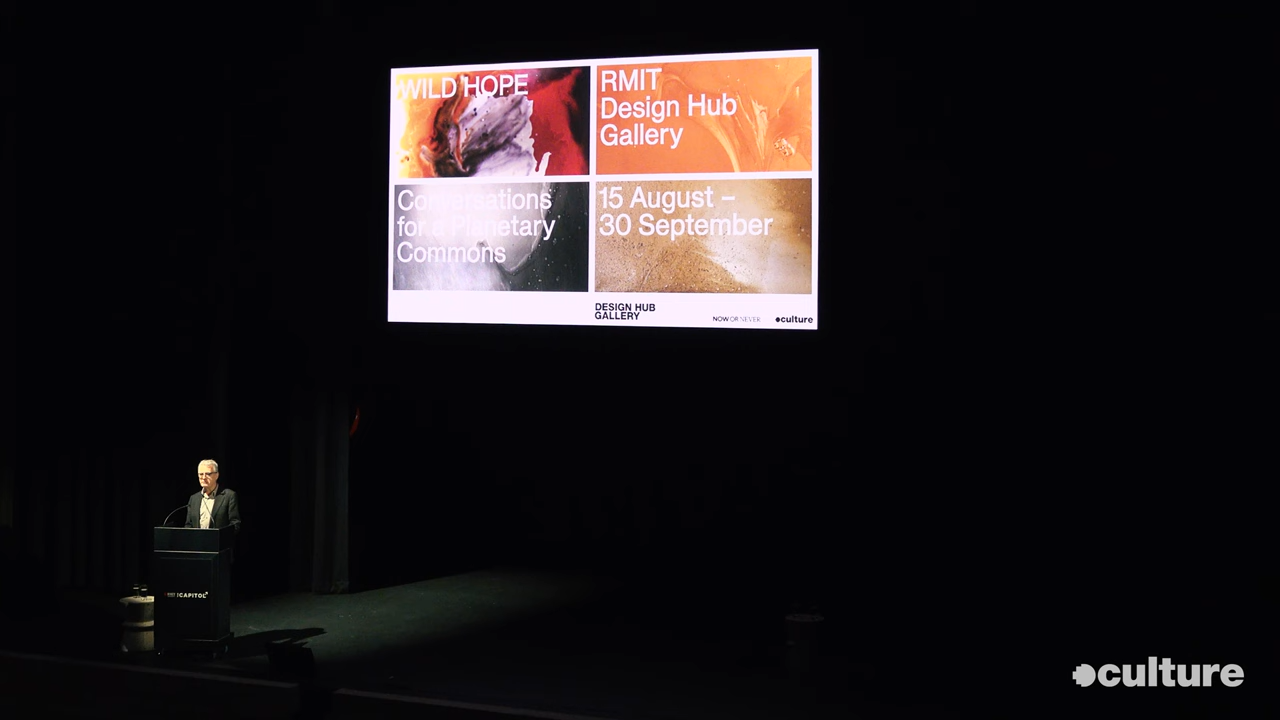 WILD HOPE
RMIT
Design Hub
Gallery
Conversations
for a Planetary
Commons
15 August –
30 September
DESIGN HUB
GALLERY
NOW OR NEVER
culture
CAPITOL
culture